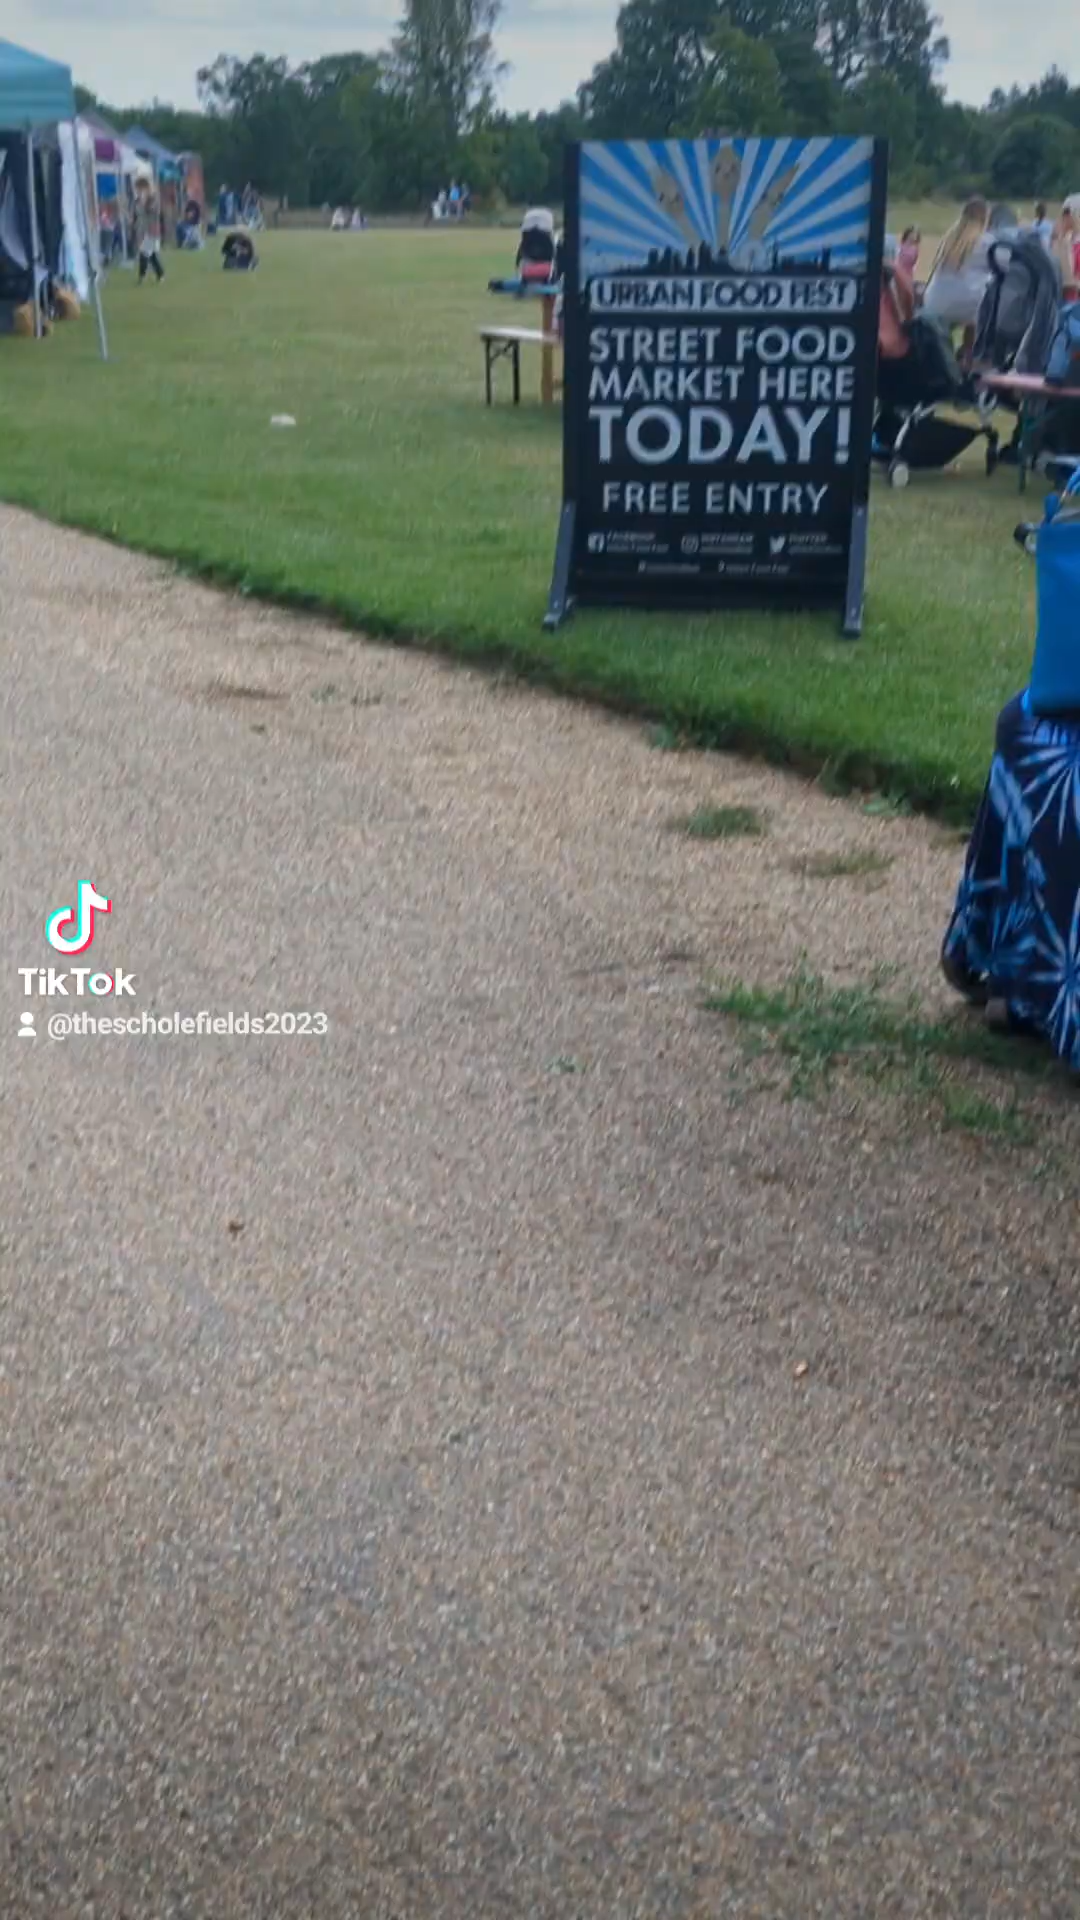 URBAN FOOD FEST
STREET FOOD
MARKET HERE
TODAY!
FREE ENTRY
TikTok
@thescholefields2023